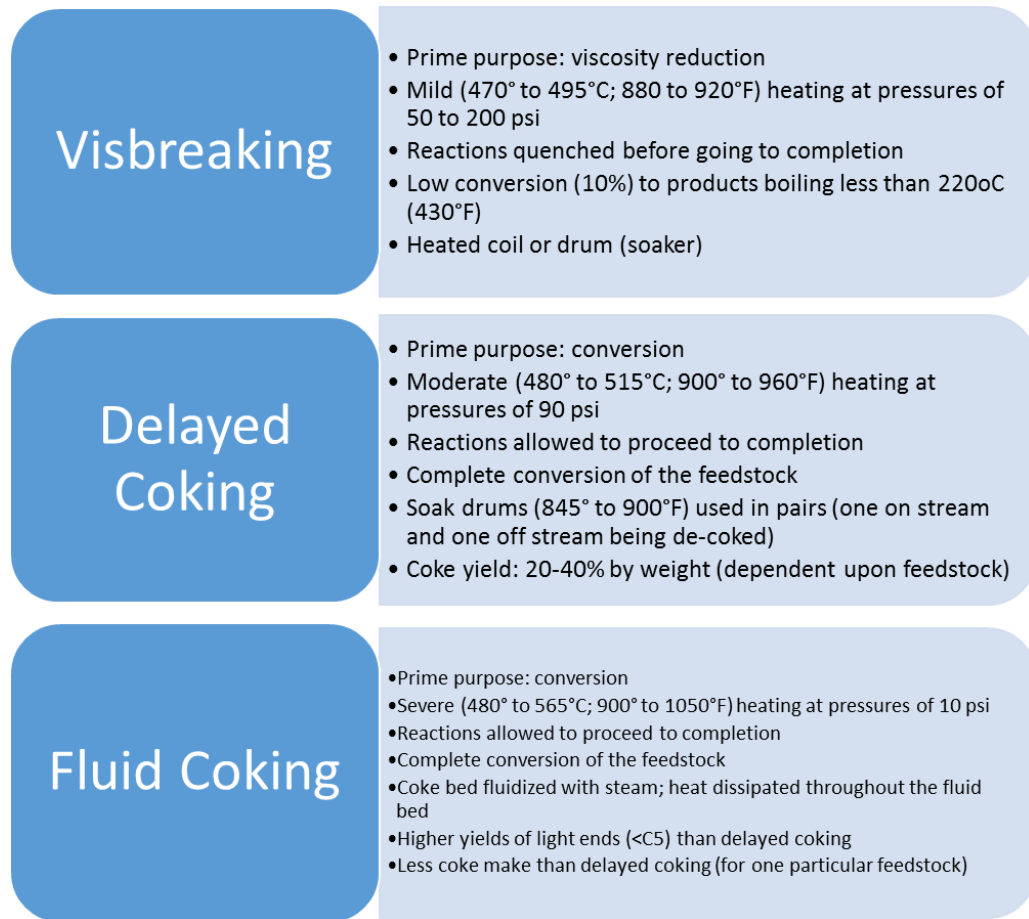 Visbreaking
• Prime purpose: viscosity reduction
• Mild (470° to 495°C; 880 to 920°F) heating at pressures of
50 to 200 psi
• Reactions quenched before going to completion
• Low conversion (10%) to products boiling less than 220oC
(430°F)
• Heated coil or drum (soaker)
Delayed
Coking
• Prime purpose: conversion
• Moderate (480° to 515°C; 900° to 960°F) heating at
pressures of 90 psi
• Reactions allowed to proceed to completion
• Complete conversion of the feedstock
• Soak drums (845° to 900°F) used in pairs (one on stream
and one off stream being de-coked)
• Coke yield: 20-40% by weight (dependent upon feedstock)
Fluid Coking
•Prime purpose: conversion
•Severe (480° to 565°C; 900° to 1050°F) heating at pressures of 10 psi
•Reactions allowed to proceed to completion
•Complete conversion of the feedstock
•Coke bed fluidized with steam; heat dissipated throughout the fluid
bed
•Higher yields of light ends (<C5) than delayed coking
•Less coke make than delayed coking (for one particular feedstock)